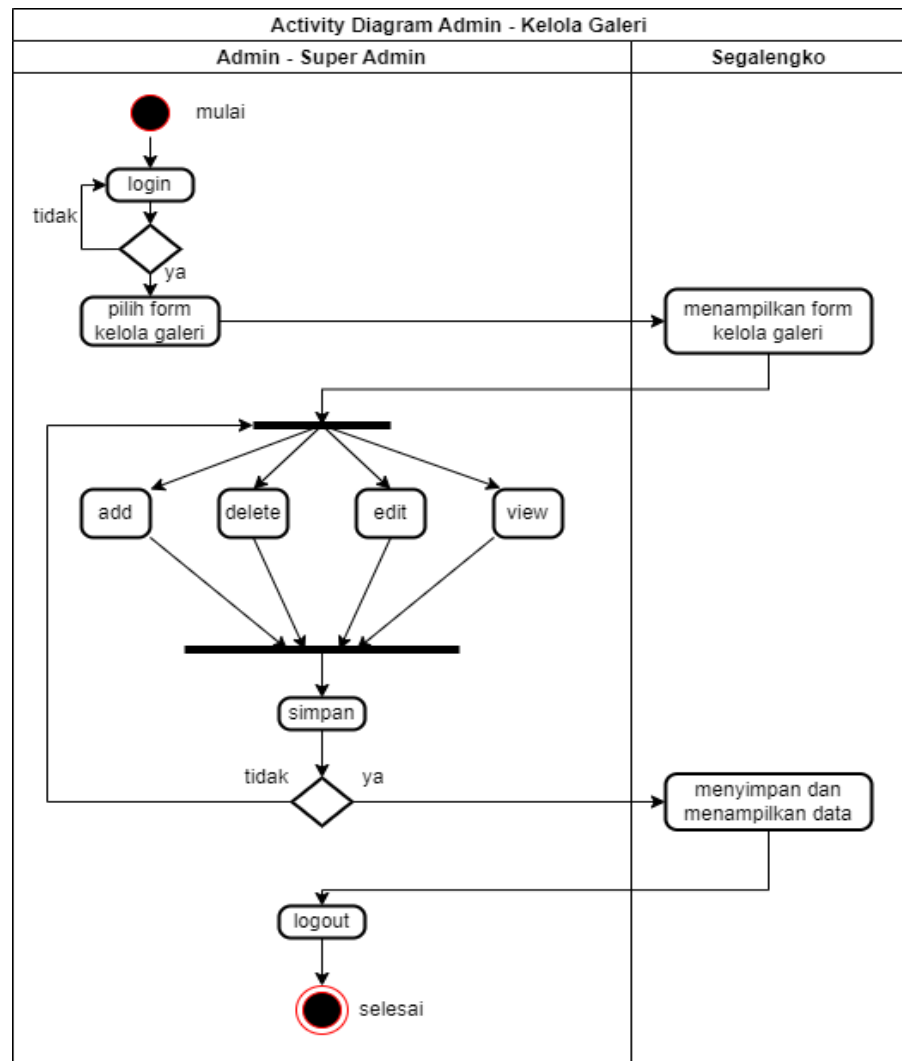 Activity Diagram Admin - Kelola Galeri
Admin - Super Admin
Segalengko
mulai
login
tidak
ya
pilih form
kelola galeri
menampilkan form
kelola galeri
add
delete
edit
view
simpan
tidak
ya
menyimpan dan
menampilkan data
logout
selesai